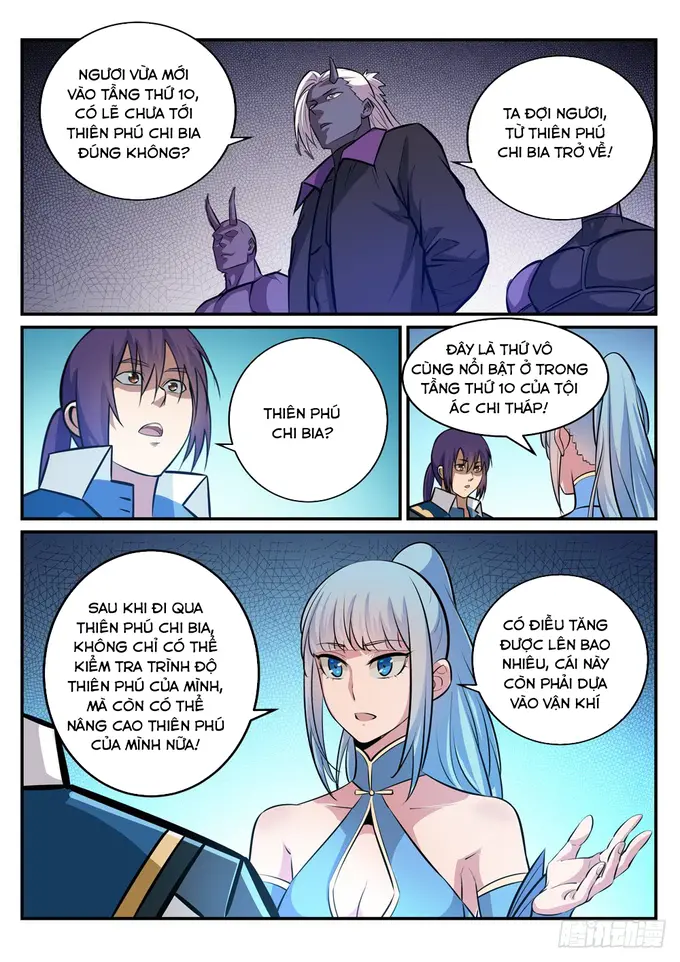 NGƯƠI VỪA MỚI
VÀO TẦNG THỨ 10,
CÓ LẼ CHƯA TỚI
THIÊN PHÚ CHI BIA
ĐÚNG KHÔNG?
TA ĐỢI NGƯƠI,
TỪ THIÊN PHÚ
CHI BIA TRỞ VỀ!
THIÊN PHÚ
CHI BIA?
ĐÂY LÀ THỨ VÔ
CÙNG NỔI BẬT Ở TRONG
TẦNG THỨ 10 CỦA TỘI
ÁC CHI THÁP!
SAU KHI ĐI QUA
THIÊN PHÚ CHI BIA,
KHÔNG CHỈ CÓ THỂ
KIỂM TRA TRÌNH ĐỘ
THIÊN PHÚ CỦA MÌNH,
MÀ CÒN CÓ THỂ
NÂNG CAO THIÊN PHÚ
CỦA MÌNH NỮA!
CÓ ĐIỀU TĂNG
ĐƯỢC LÊN BAO
NHIÊU, CÁI NÀY
CÒN PHẢI DỰA
VÀO VẬN KHÍ
腾讯动漫